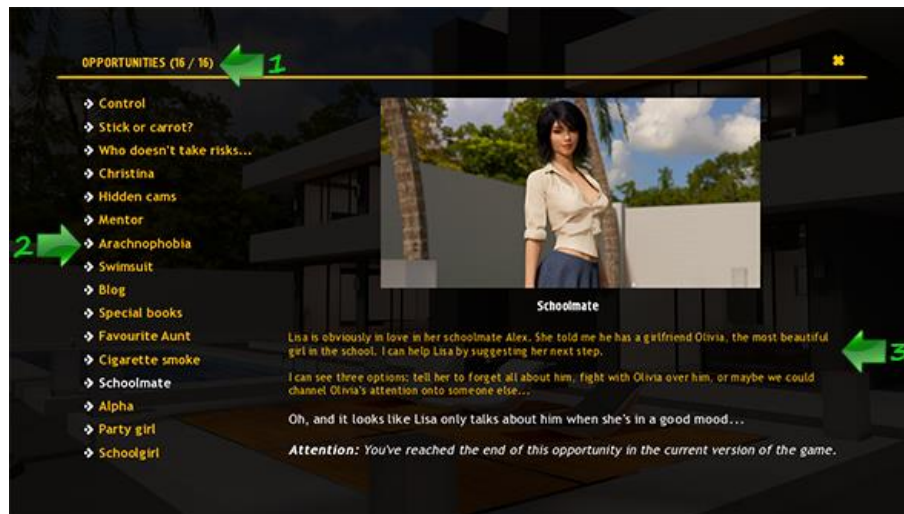 OPPORTUNITIES (16 / 16)
1
Control
Stick or carrot?
Who doesn't take risks...
Christina
Hidden cams
Mentor
2
Arachnophobia
Swimsuit
Blog
Special books
Favourite Aunt
Cigarette smoke
Schoolmate
Alpha
Party girl
Schoolgirl
Schoolmate
Lisa is obviously in love in her schoolmate Alex. She told me he has a girlfriend Olivia, the most beautiful
girl in the school. I can help Lisa by suggesting her next step.
3
I can see three options: tell her to forget all about him, fight with Olivia over him, or maybe we could
channel Olivia's attention onto someone else...
Oh, and it looks like Lisa only talks about him when she's in a good mood...
Attention: You've reached the end of this opportunity in the current version of the game.